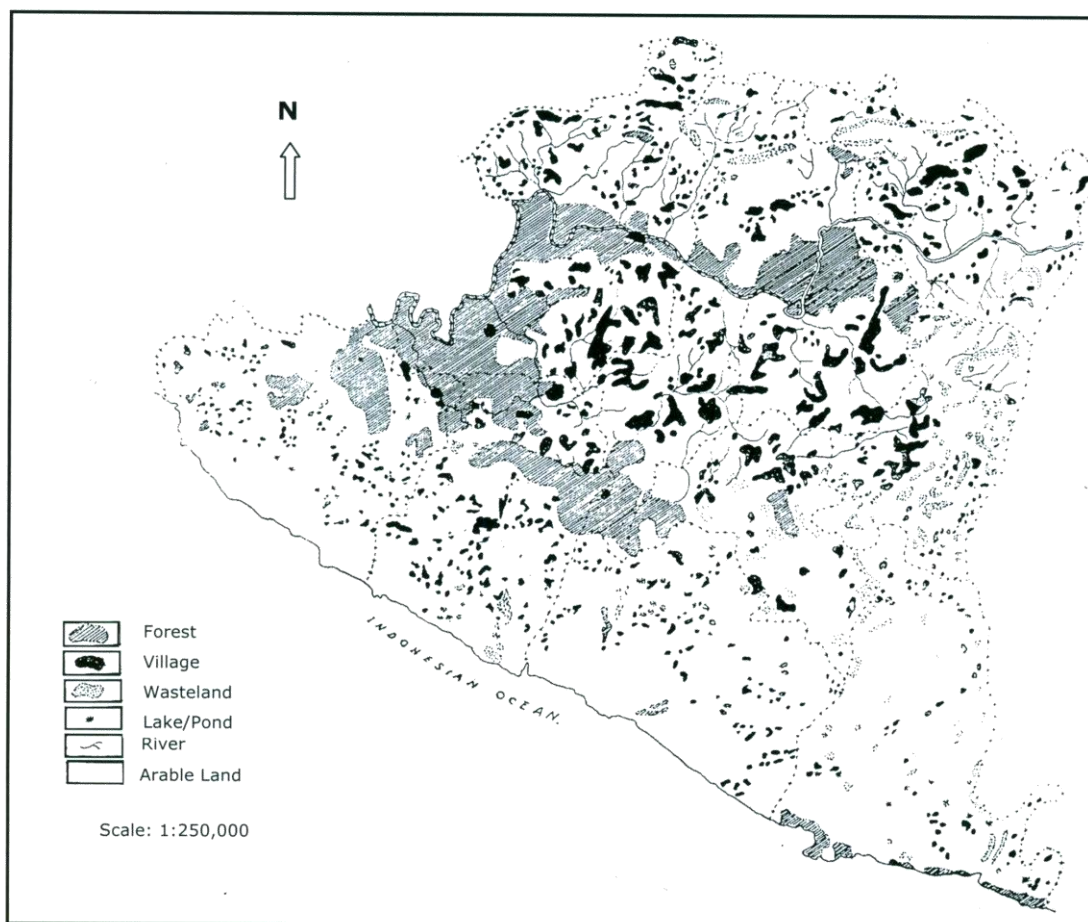 N
INDONESIAN OCEAN.
Forest
Village
Wasteland
Lake/Pond
River
Arable Land
Scale: 1:250,000